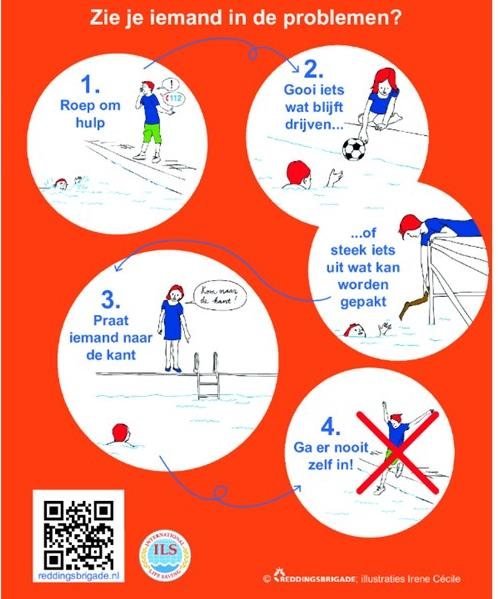 Zie je iemand in de problemen?
1.
Roep om
hulp
!
112
2.
Gooi iets
wat blijft
drijven...
...of
steek iets
uit wat kan
worden
gepakt
3.
Praat
iemand naar
de kant
Kom naar
de kant!
4.
Ga er nooit
zelf in!
reddingsbrigade.nl
INTERNATIONAL
ILS
LIFE SAVING
© REDDINGSBRIGADE, illustraties Irene Cécile